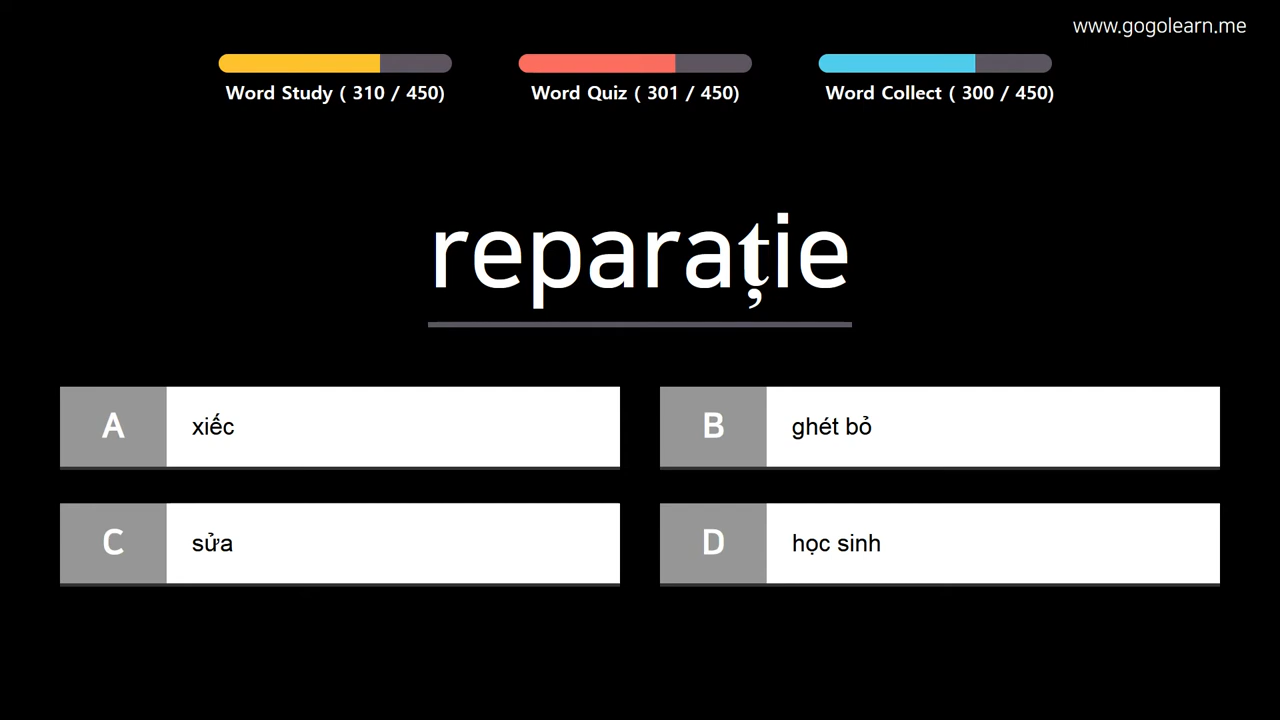 www.gogolearn.me
Word Study ( 310 / 450)
Word Quiz ( 301 / 450)
Word Collect ( 300 / 450)
reparație
A xiếc
B ghét bỏ
C sửa
D học sinh